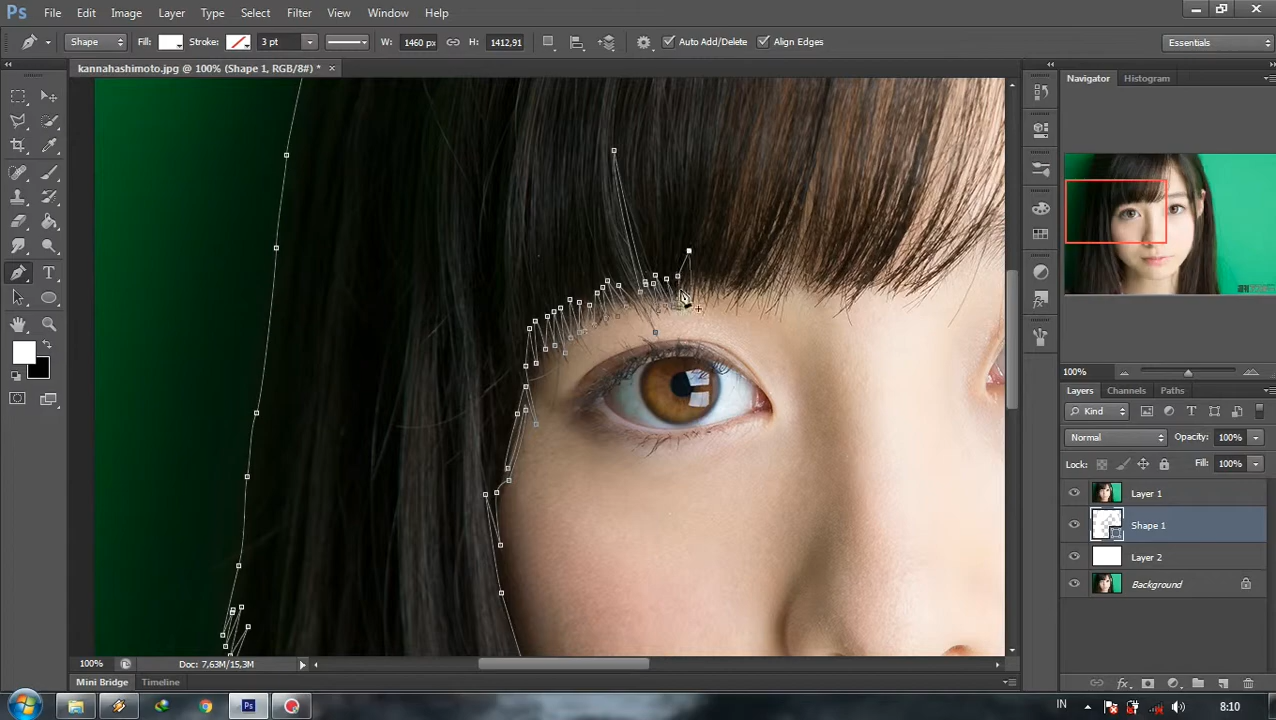 Ps File Edit Image Layer Type Select Filter View Window Help
Shape Fill: Stroke: 3 pt W: 1460 px H: 1412,91 Auto Add/Delete Align Edges Essentials
kannahashimoto.jpg @ 100% (Shape 1, RGB/8#) * ×
Navigator Histogram
100%
Layers Channels Paths
Kind
Normal Opacity: 100%
Lock: Fill: 100%
Layer 1
Shape 1
Layer 2
Background
100% Doc: 7,63M/15,3M
Mini Bridge Timeline
Ps IN 8:10